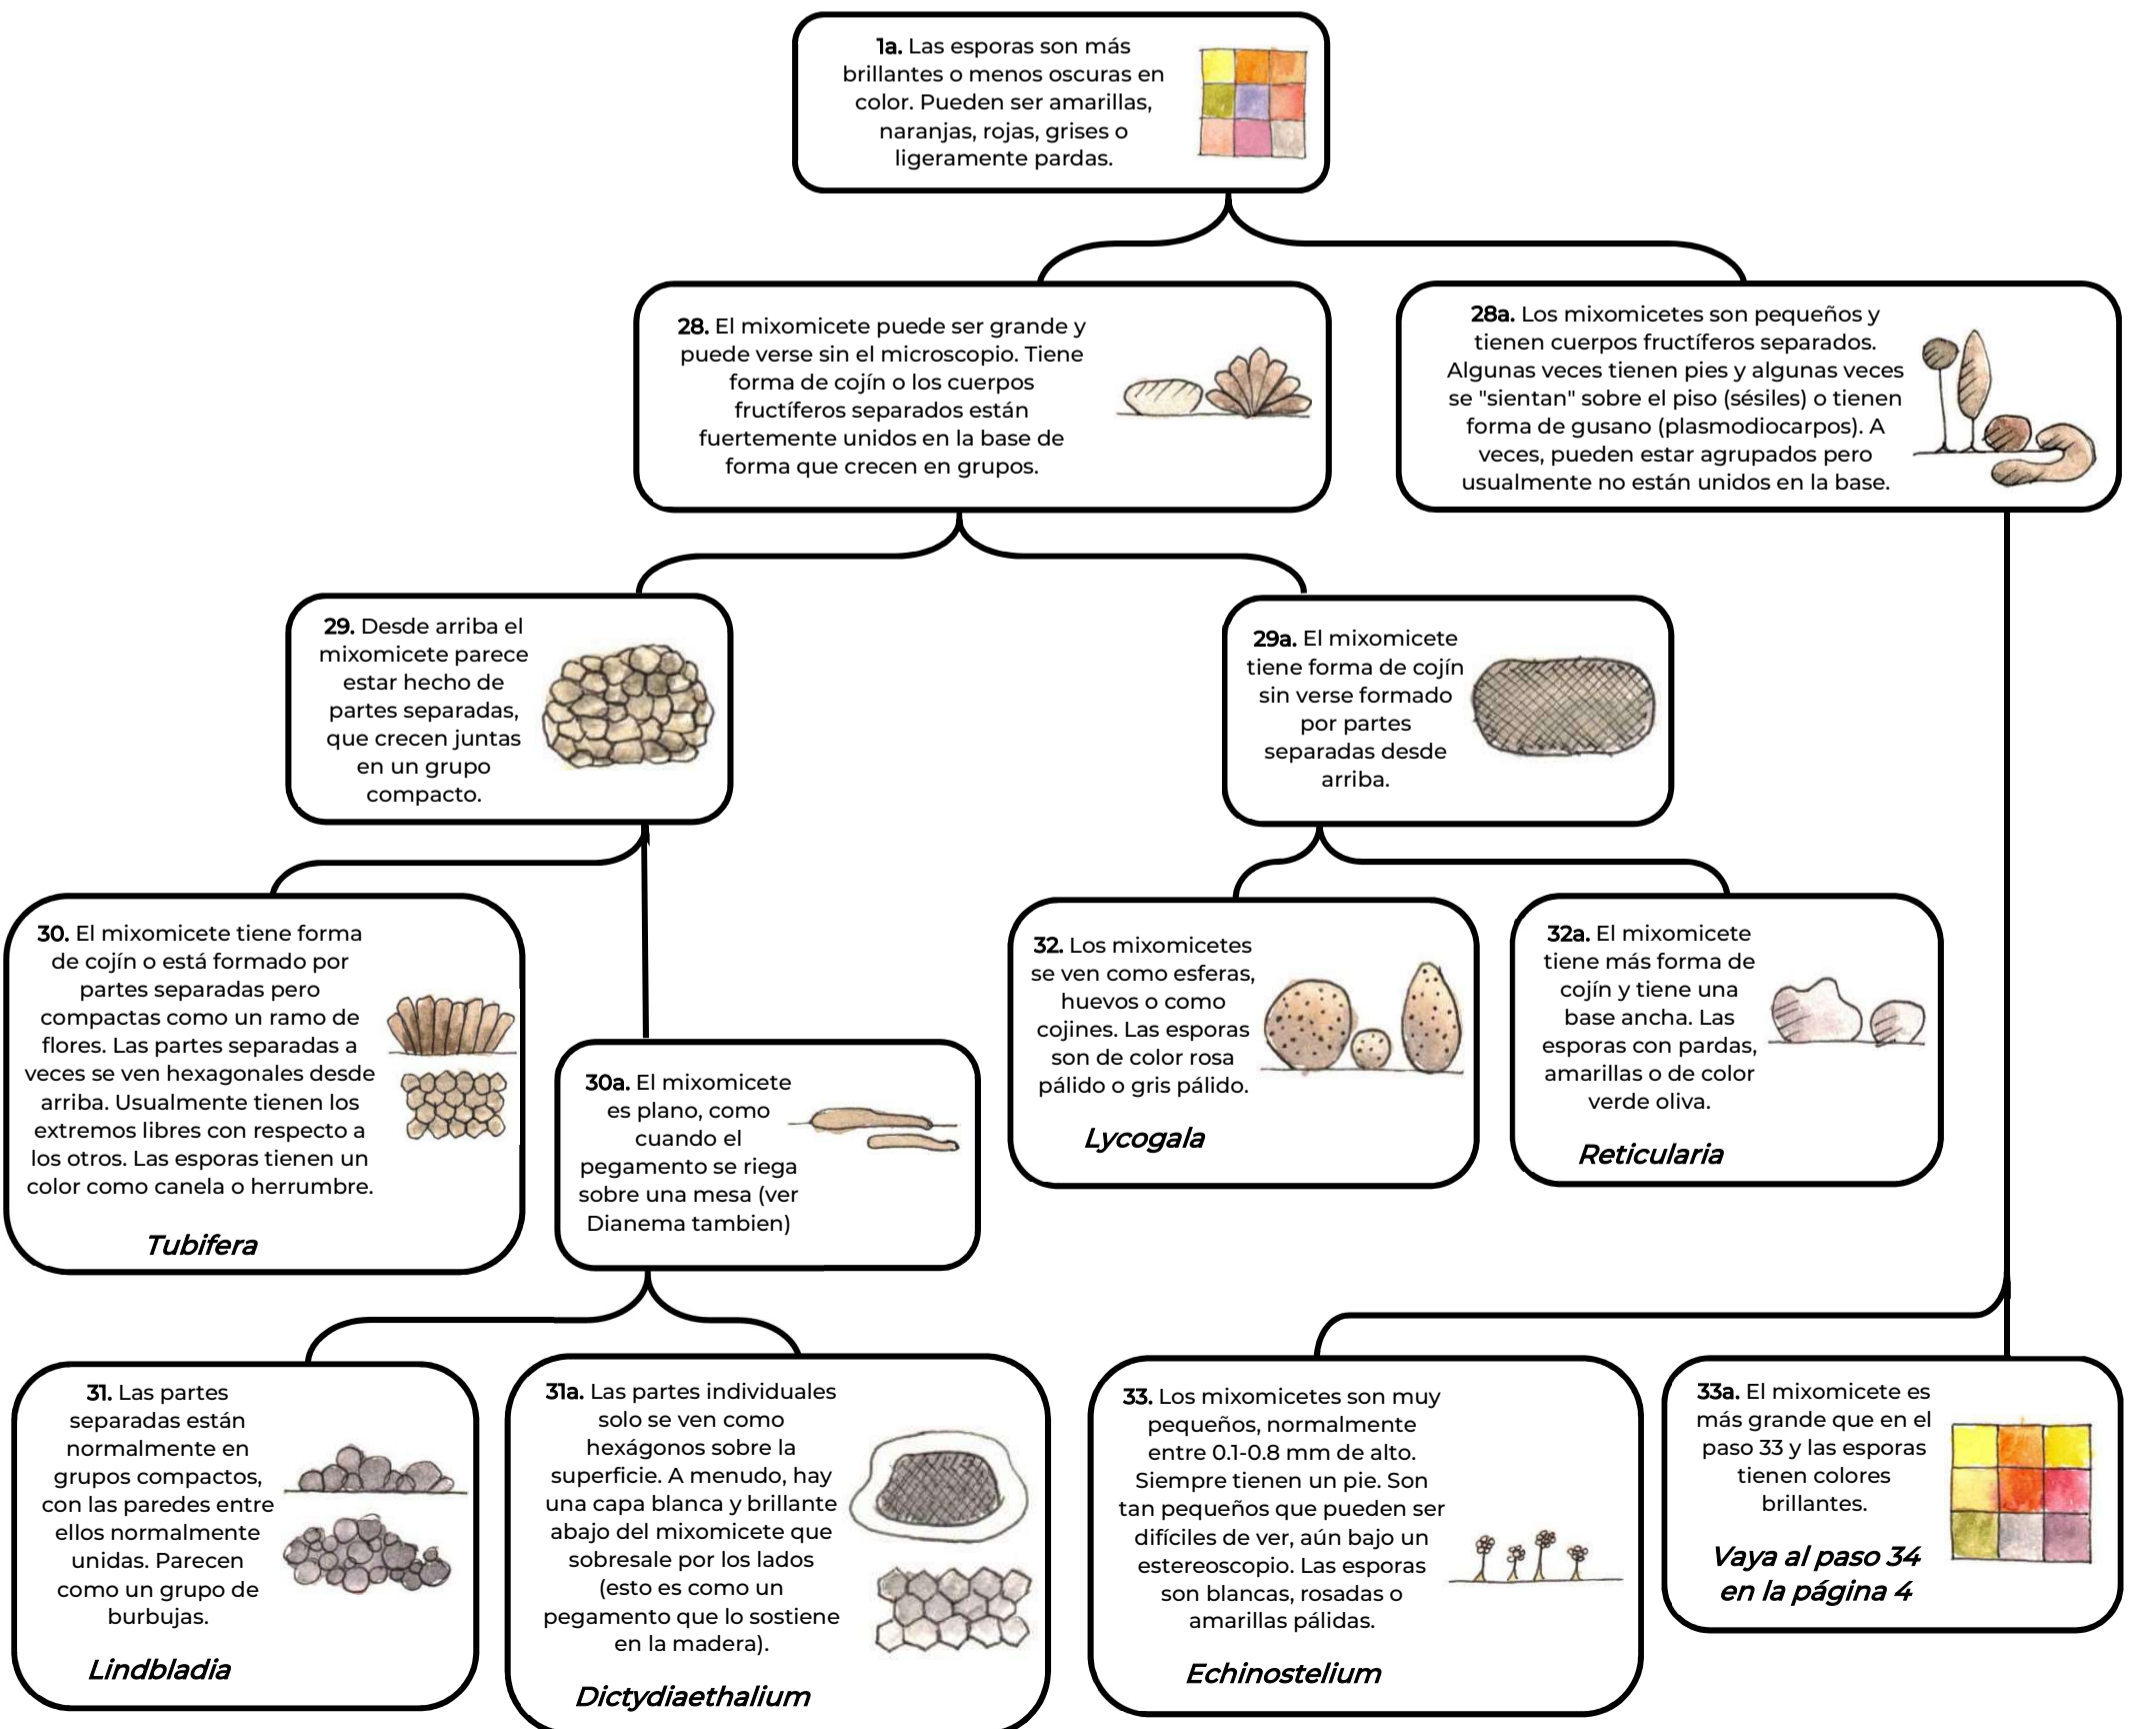 1a. Las esporas son más
brillantes o menos oscuras en
color. Pueden ser amarillas,
naranjas, rojas, grises o
ligeramente pardas.
28. El mixomicete puede ser grande y
puede verse sin el microscopio. Tiene
forma de cojín o los cuerpos
fructíferos separados están
fuertemente unidos en la base de
forma que crecen en grupos.
28a. Los mixomicetes son pequeños y
tienen cuerpos fructíferos separados.
Algunas veces tienen pies y algunas veces
se "sientan" sobre el piso (sésiles) o tienen
forma de gusano (plasmodiocarpos). A
veces, pueden estar agrupados pero
usualmente no están unidos en la base.
29. Desde arriba el
mixomicete parece
estar hecho de
partes separadas,
que crecen juntas
en un grupo
compacto.
29a. El mixomicete
tiene forma de cojín
sin verse formado
por partes
separadas desde
arriba.
30. El mixomicete tiene forma
de cojín o está formado por
partes separadas pero
compactas como un ramo de
flores. Las partes separadas a
veces se ven hexagonales desde
arriba. Usualmente tienen los
extremos libres con respecto a
los otros. Las esporas tienen un
color como canela o herrumbre.
Tubifera
30a. El mixomicete
es plano, como
cuando el
pegamento se riega
sobre una mesa (ver
Dianema tambien)
32. Los mixomicetes
se ven como esferas,
huevos o como
cojines. Las esporas
son de color rosa
pálido o gris pálido.
Lycogala
32a. El mixomicete
tiene más forma de
cojín y tiene una
base ancha. Las
esporas con pardas,
amarillas o de color
verde oliva.
Reticularia
31. Las partes
separadas están
normalmente en
grupos compactos,
con las paredes entre
ellos normalmente
unidas. Parecen
como un grupo de
burbujas.
Lindbladia
31a. Las partes individuales
solo se ven como
hexágonos sobre la
superficie. A menudo, hay
una capa blanca y brillante
abajo del mixomicete que
sobresale por los lados
(esto es como un
pegamento que lo sostiene
en la madera).
Dictydiaethalium
33. Los mixomicetes son muy
pequeños, normalmente
entre 0.1-0.8 mm de alto.
Siempre tienen un pie. Son
tan pequeños que pueden ser
difíciles de ver, aún bajo un
estereoscopio. Las esporas
son blancas, rosadas o
amarillas pálidas.
Echinostelium
33a. El mixomicete es
más grande que en el
paso 33 y las esporas
tienen colores
brillantes.
Vaya al paso 34
en la página 4